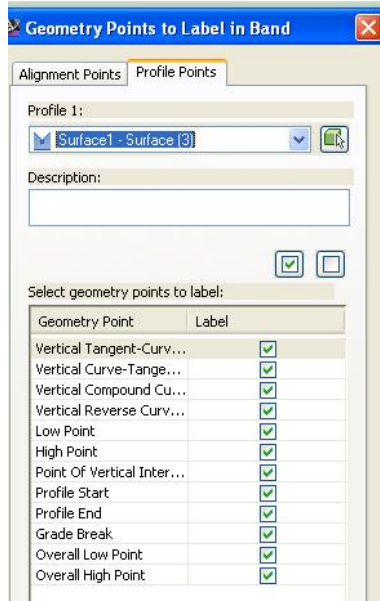 Geometry Points to Label in Band
Alignment Points Profile Points
Profile 1:
Surface1 - Surface (3)
Description:
Select geometry points to label:
Geometry Point Label
Vertical Tangent-Curv...
Vertical Curve-Tange...
Vertical Compound Cu...
Vertical Reverse Curv...
Low Point
High Point
Point Of Vertical Inter...
Profile Start
Profile End
Grade Break
Overall Low Point
Overall High Point